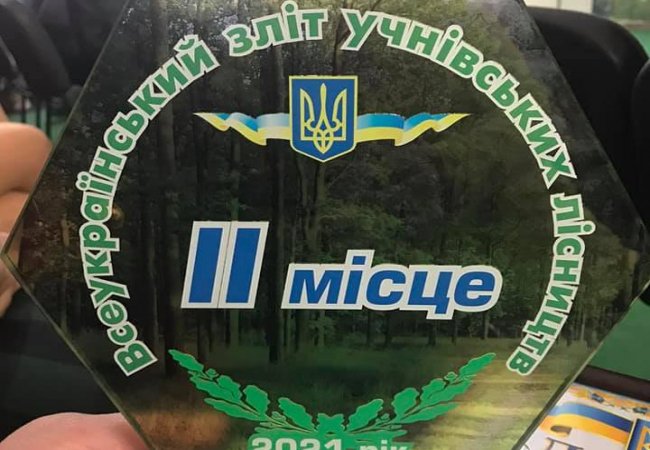 Всеукраїнський зліт учнівських лісництв
II місце
2021 рік